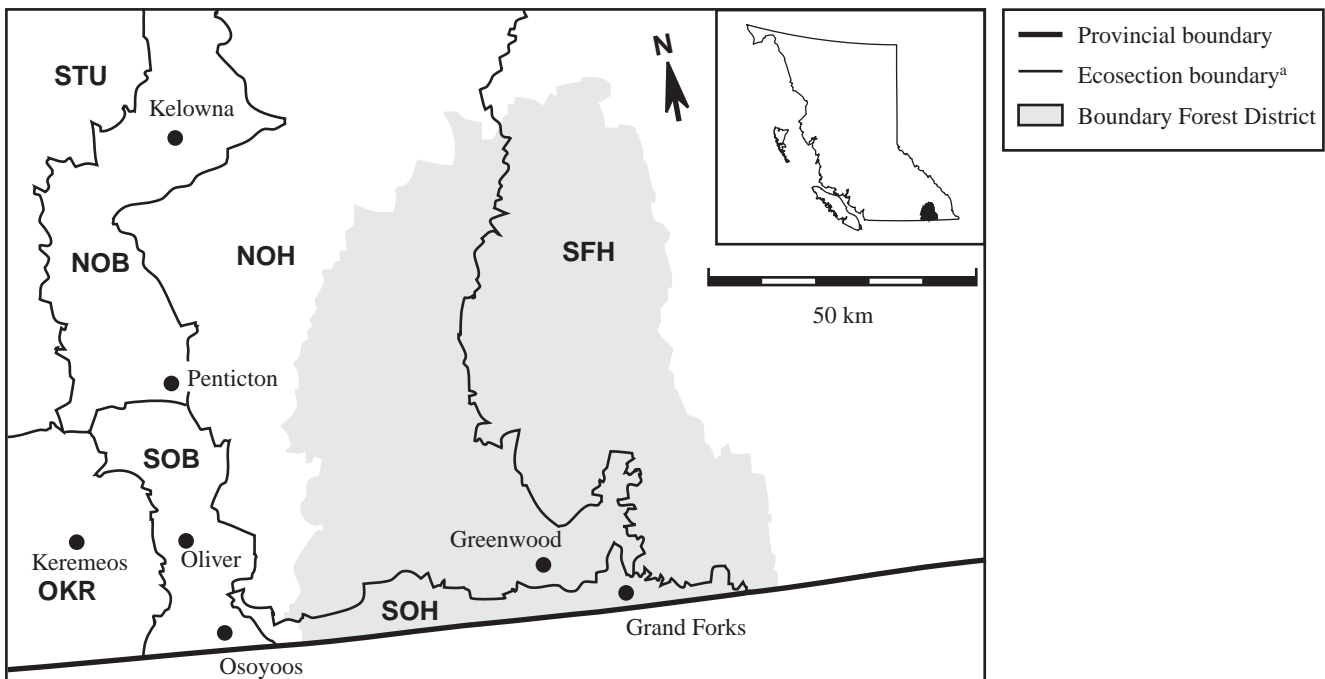 STU
Kelowna
NOB
NOH
SFH
N
50 km
Penticton
SOB
Keremeos
OKR
Oliver
Greenwood
SOH
Grand Forks
Osoyoos
Provincial boundary
Ecosection boundaryᵃ
Boundary Forest District